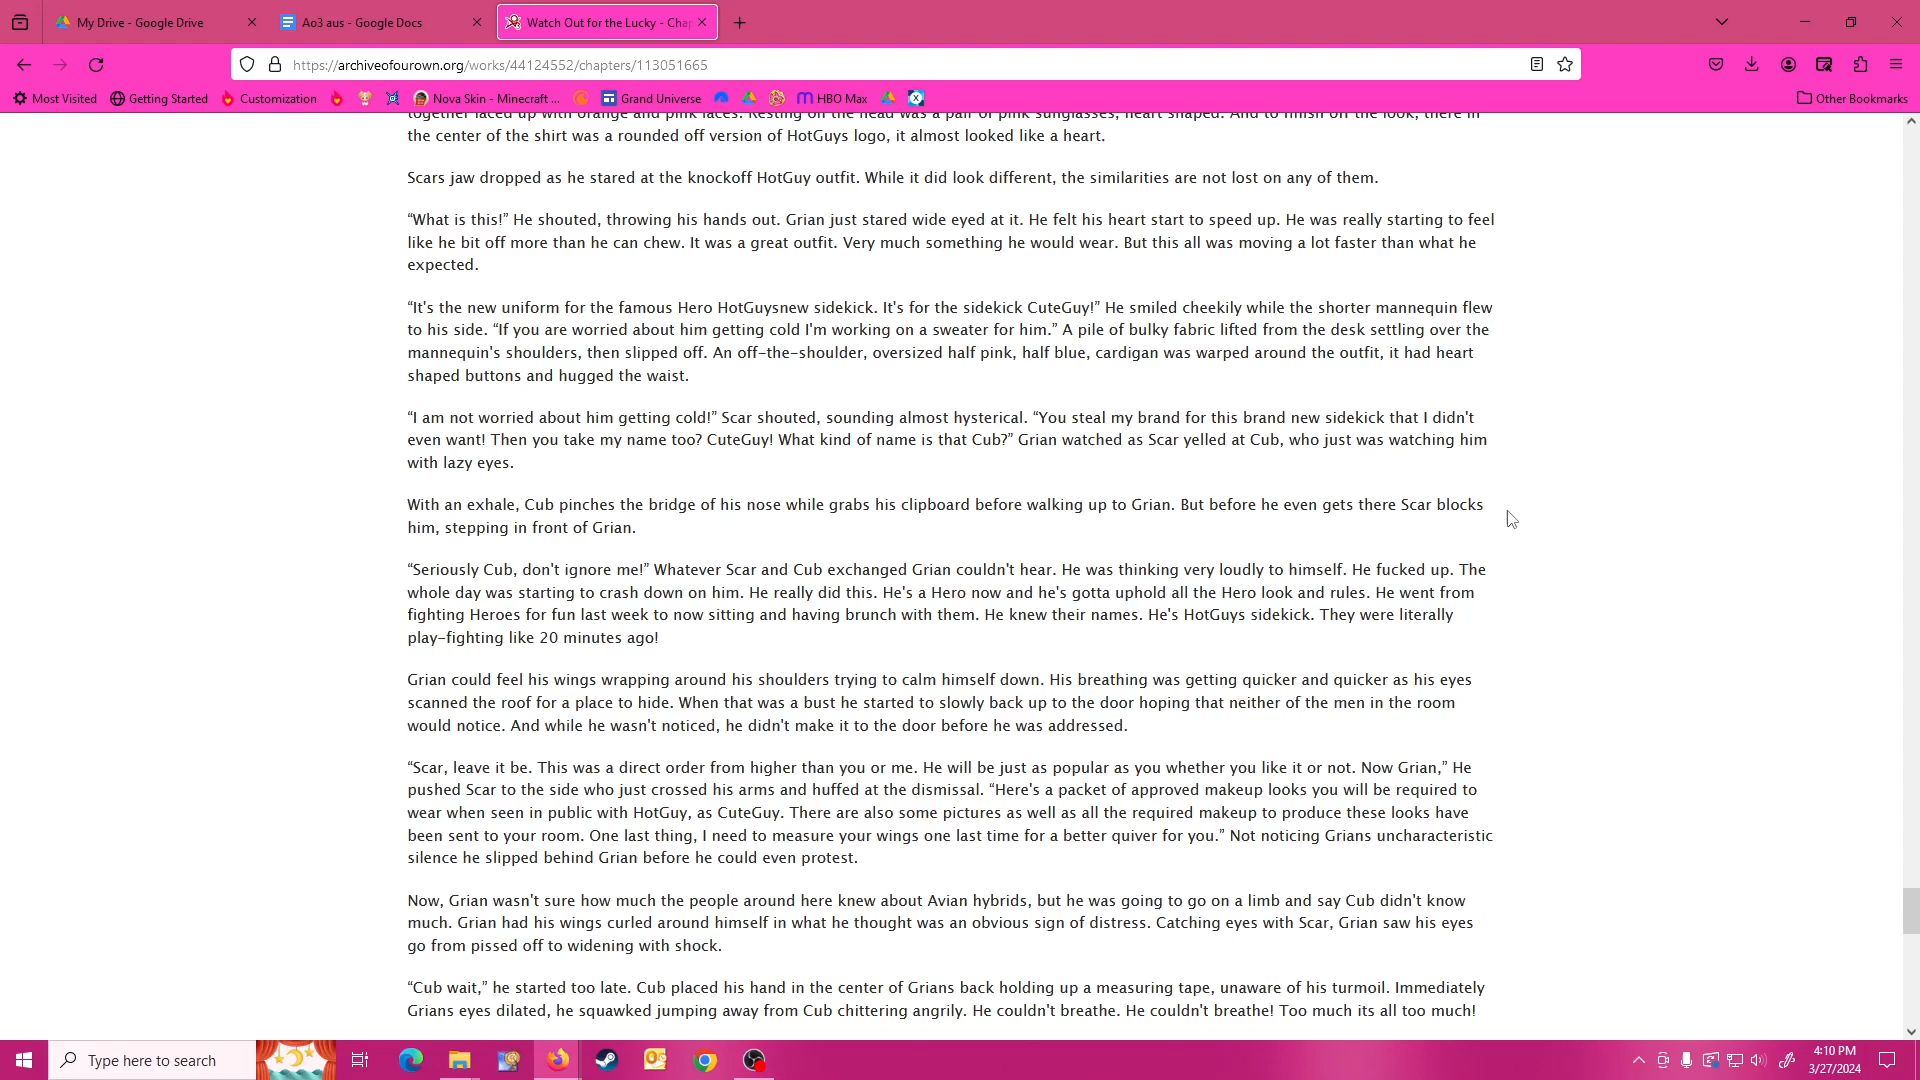 My Drive - Google Drive
Ao3 aus - Google Docs
Watch Out for the Lucky - Cha
https://archiveofourown.org/works/44124552/chapters/113051665
Most Visited
Getting Started
Customization
Nova Skin - Minecraft ...
Grand Universe
HBO Max
Other Bookmarks
together laced up with orange and pink laces. Resting on the head was a pair of pink sunglasses, heart shaped. And to finish off the look, there in
the center of the shirt was a rounded off version of HotGuys logo, it almost looked like a heart.
Scars jaw dropped as he stared at the knockoff HotGuy outfit. While it did look different, the similarities are not lost on any of them.
“What is this!” He shouted, throwing his hands out. Grian just stared wide eyed at it. He felt his heart start to speed up. He was really starting to feel
like he bit off more than he can chew. It was a great outfit. Very much something he would wear. But this all was moving a lot faster than what he
expected.
“It's the new uniform for the famous Hero HotGuysnew sidekick. It's for the sidekick CuteGuy!” He smiled cheekily while the shorter mannequin flew
to his side. “If you are worried about him getting cold I'm working on a sweater for him.” A pile of bulky fabric lifted from the desk settling over the
mannequin's shoulders, then slipped off. An off-the-shoulder, oversized half pink, half blue, cardigan was warped around the outfit, it had heart
shaped buttons and hugged the waist.
“I am not worried about him getting cold!” Scar shouted, sounding almost hysterical. “You steal my brand for this brand new sidekick that I didn't
even want! Then you take my name too? CuteGuy! What kind of name is that Cub?” Grian watched as Scar yelled at Cub, who just was watching him
with lazy eyes.
With an exhale, Cub pinches the bridge of his nose while grabs his clipboard before walking up to Grian. But before he even gets there Scar blocks
him, stepping in front of Grian.
“Seriously Cub, don't ignore me!” Whatever Scar and Cub exchanged Grian couldn't hear. He was thinking very loudly to himself. He fucked up. The
whole day was starting to crash down on him. He really did this. He's a Hero now and he's gotta uphold all the Hero look and rules. He went from
fighting Heroes for fun last week to now sitting and having brunch with them. He knew their names. He's HotGuys sidekick. They were literally
play-fighting like 20 minutes ago!
Grian could feel his wings wrapping around his shoulders trying to calm himself down. His breathing was getting quicker and quicker as his eyes
scanned the roof for a place to hide. When that was a bust he started to slowly back up to the door hoping that neither of the men in the room
would notice. And while he wasn't noticed, he didn't make it to the door before he was addressed.
“Scar, leave it be. This was a direct order from higher than you or me. He will be just as popular as you whether you like it or not. Now Grian,” He
pushed Scar to the side who just crossed his arms and huffed at the dismissal. “Here's a packet of approved makeup looks you will be required to
wear when seen in public with HotGuy, as CuteGuy. There are also some pictures as well as all the required makeup to produce these looks have
been sent to your room. One last thing, I need to measure your wings one last time for a better quiver for you.” Not noticing Grians uncharacteristic
silence he slipped behind Grian before he could even protest.
Now, Grian wasn't sure how much the people around here knew about Avian hybrids, but he was going to go on a limb and say Cub didn't know
much. Grian had his wings curled around himself in what he thought was an obvious sign of distress. Catching eyes with Scar, Grian saw his eyes
go from pissed off to widening with shock.
“Cub wait,” he started too late. Cub placed his hand in the center of Grians back holding up a measuring tape, unaware of his turmoil. Immediately
Grians eyes dilated, he squawked jumping away from Cub chittering angrily. He couldn't breathe. He couldn't breathe! Too much its all too much!
Type here to search
4:10 PM
3/27/2024